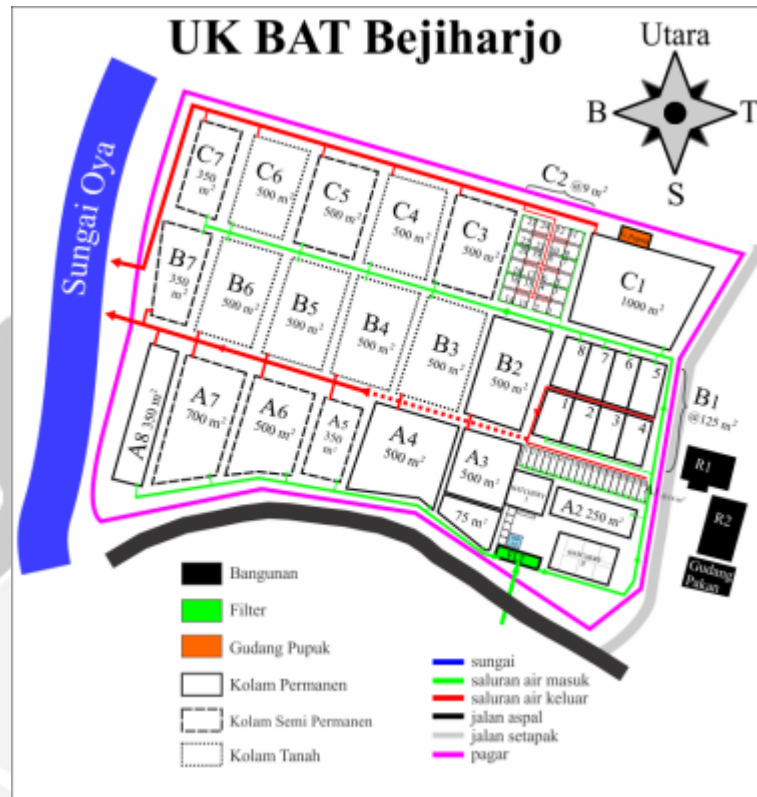 UK BAT Bejiharjo
Utara
B
T
S
Sungai Oya
C7
350
m²
C6
500 m²
C5
500 m²
C4
500 m²
C3
500 m²
C2 @9 m²
C1
1000 m²
B7
350
m²
B6
500 m²
B5
500 m²
B4
500 m²
B3
500 m²
B2
500 m²
8
7
6
5
1
2
3
4
B1
@125 m²
A8 350 m²
A7
700 m²
A6
500 m²
A5
350
m²
A4
500 m²
A3
500 m²
75 m²
A2 250 m²
R1
R2
Gudang
Pakan
Bangunan
Filter
Gudang Pupuk
Kolam Permanen
Kolam Semi Permanen
Kolam Tanah
sungai
saluran air masuk
saluran air keluar
jalan aspal
jalan setapak
pagar